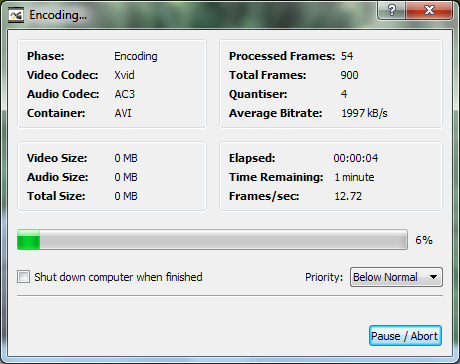 Encoding...
Phase: Encoding
Video Codec: Xvid
Audio Codec: AC3
Container: AVI
Processed Frames: 54
Total Frames: 900
Quantiser: 4
Average Bitrate: 1997 kB/s
Video Size: 0 MB
Audio Size: 0 MB
Total Size: 0 MB
Elapsed: 00:00:04
Time Remaining: 1 minute
Frames/sec: 12.72
6%
Shut down computer when finished
Priority: Below Normal
Pause / Abort